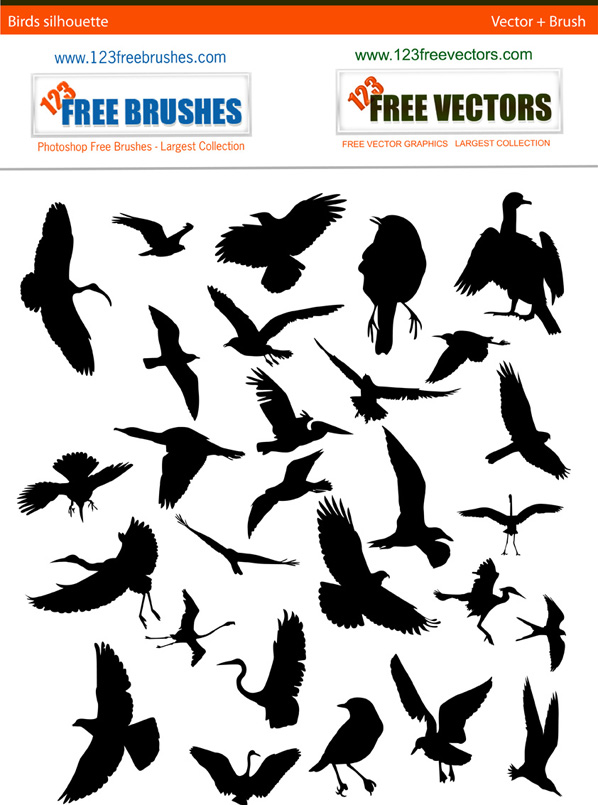 Birds silhouette
Vector + Brush
www.123freebrushes.com
123 FREE BRUSHES
Photoshop Free Brushes - Largest Collection
www.123freevectors.com
123 FREE VECTORS
FREE VECTOR GRAPHICS LARGEST COLLECTION